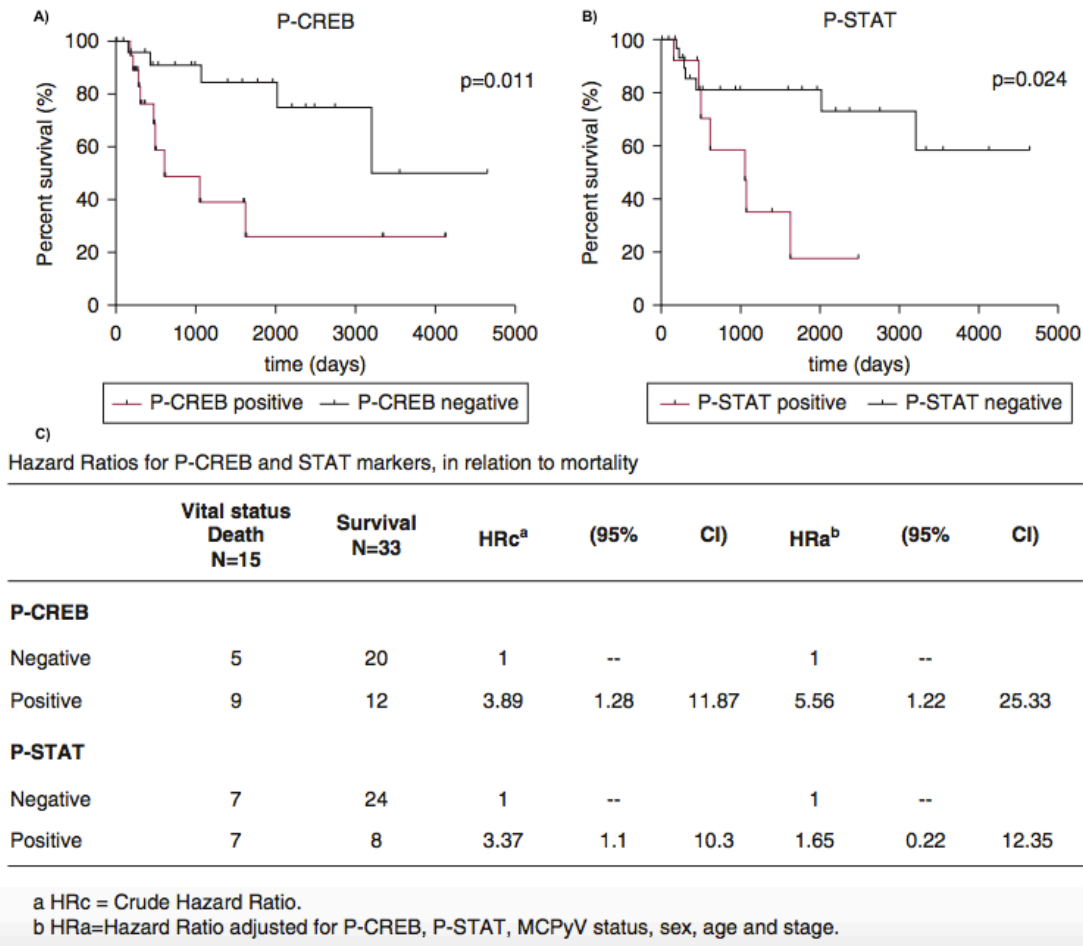 A)
P-CREB
100
80
60
40
20
0
Percent survival (%)
p=0.011
0 1000 2000 3000 4000 5000
time (days)
P-CREB positive P-CREB negative
B)
P-STAT
100
80
60
40
20
0
Percent survival (%)
p=0.024
0 1000 2000 3000 4000 5000
time (days)
P-STAT positive P-STAT negative
C)
Hazard Ratios for P-CREB and STAT markers, in relation to mortality
Vital status
Death
N=15
Survival
N=33
HRcᵃ (95% CI) HRaᵇ (95% CI)
P-CREB
Negative 5 20 1 -- 1 --
Positive 9 12 3.89 1.28 11.87 5.56 1.22 25.33
P-STAT
Negative 7 24 1 -- 1 --
Positive 7 8 3.37 1.1 10.3 1.65 0.22 12.35
a HRc = Crude Hazard Ratio.
b HRa=Hazard Ratio adjusted for P-CREB, P-STAT, MCPyV status, sex, age and stage.